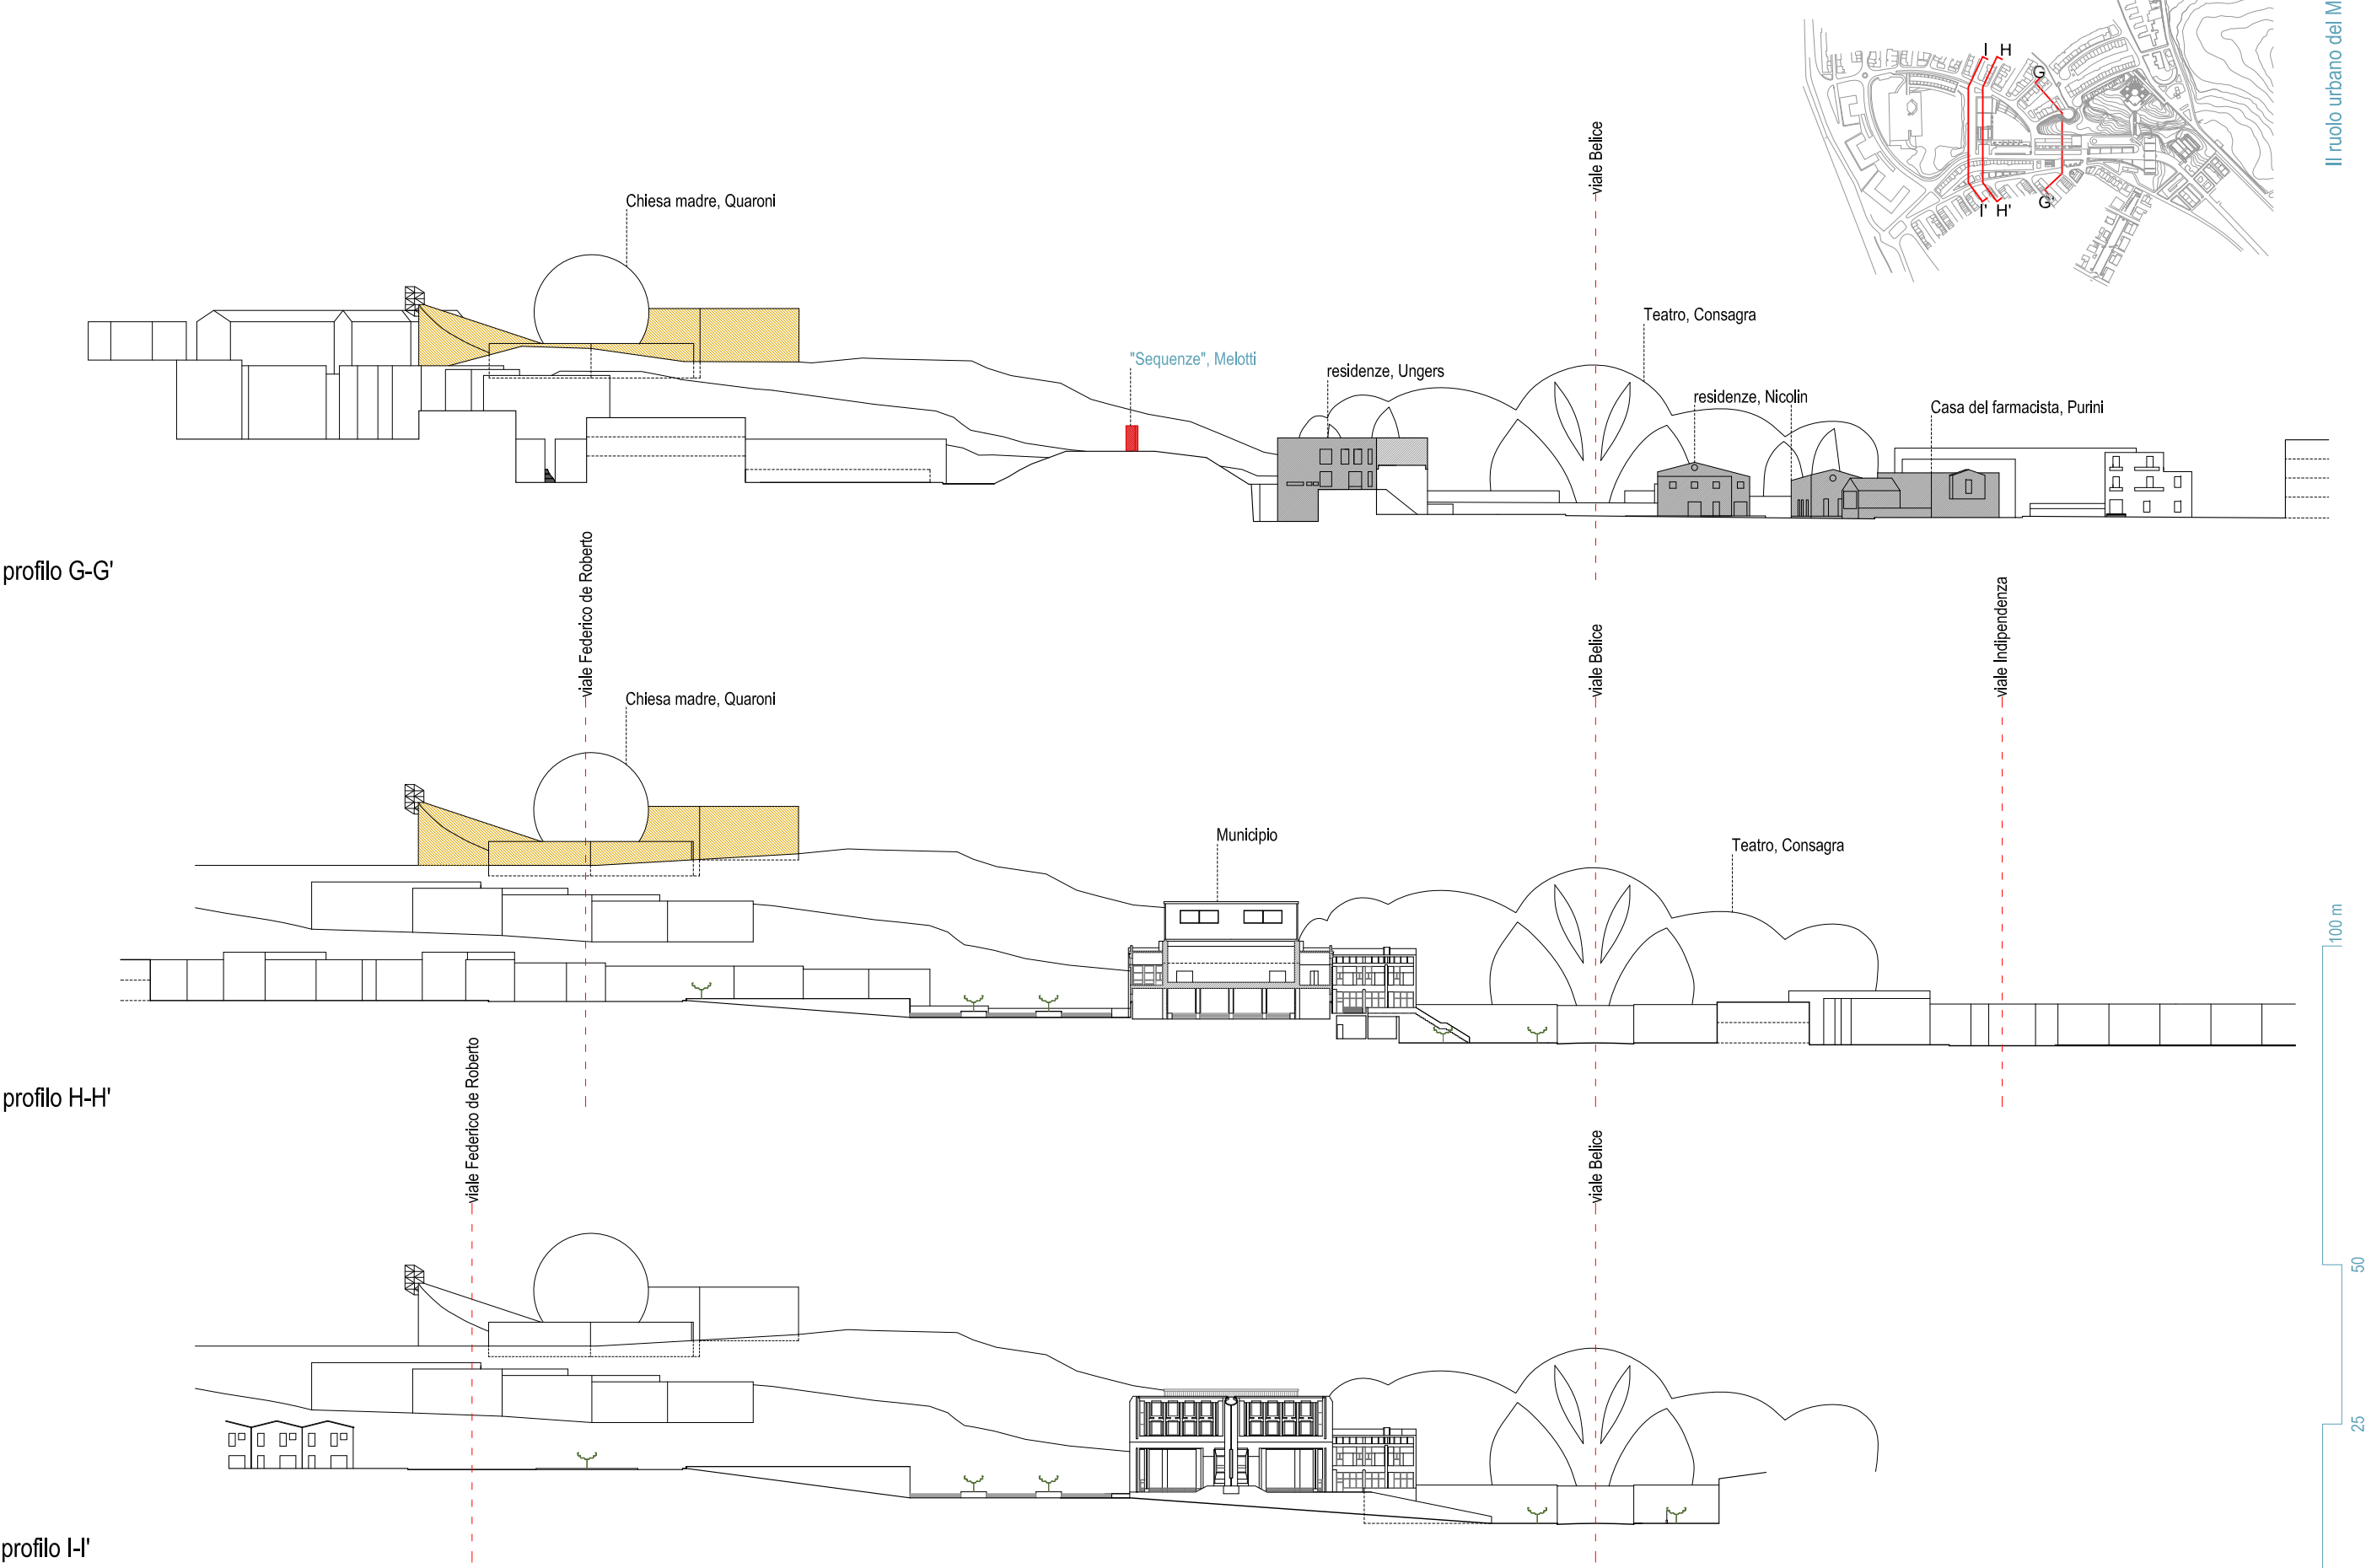 Il ruolo urbano del M
I H
G
I' H'
G'
viale Belice
Chiesa madre, Quaroni
Teatro, Consagra
"Sequenze", Melotti
residenze, Ungers
residenze, Nicolin
Casa del farmacista, Purini
profilo G-G'
viale Federico de Roberto
viale Belice
viale Indipendenza
Chiesa madre, Quaroni
Municipio
Teatro, Consagra
profilo H-H'
viale Federico de Roberto
viale Belice
profilo I-I'
100 m
50
25